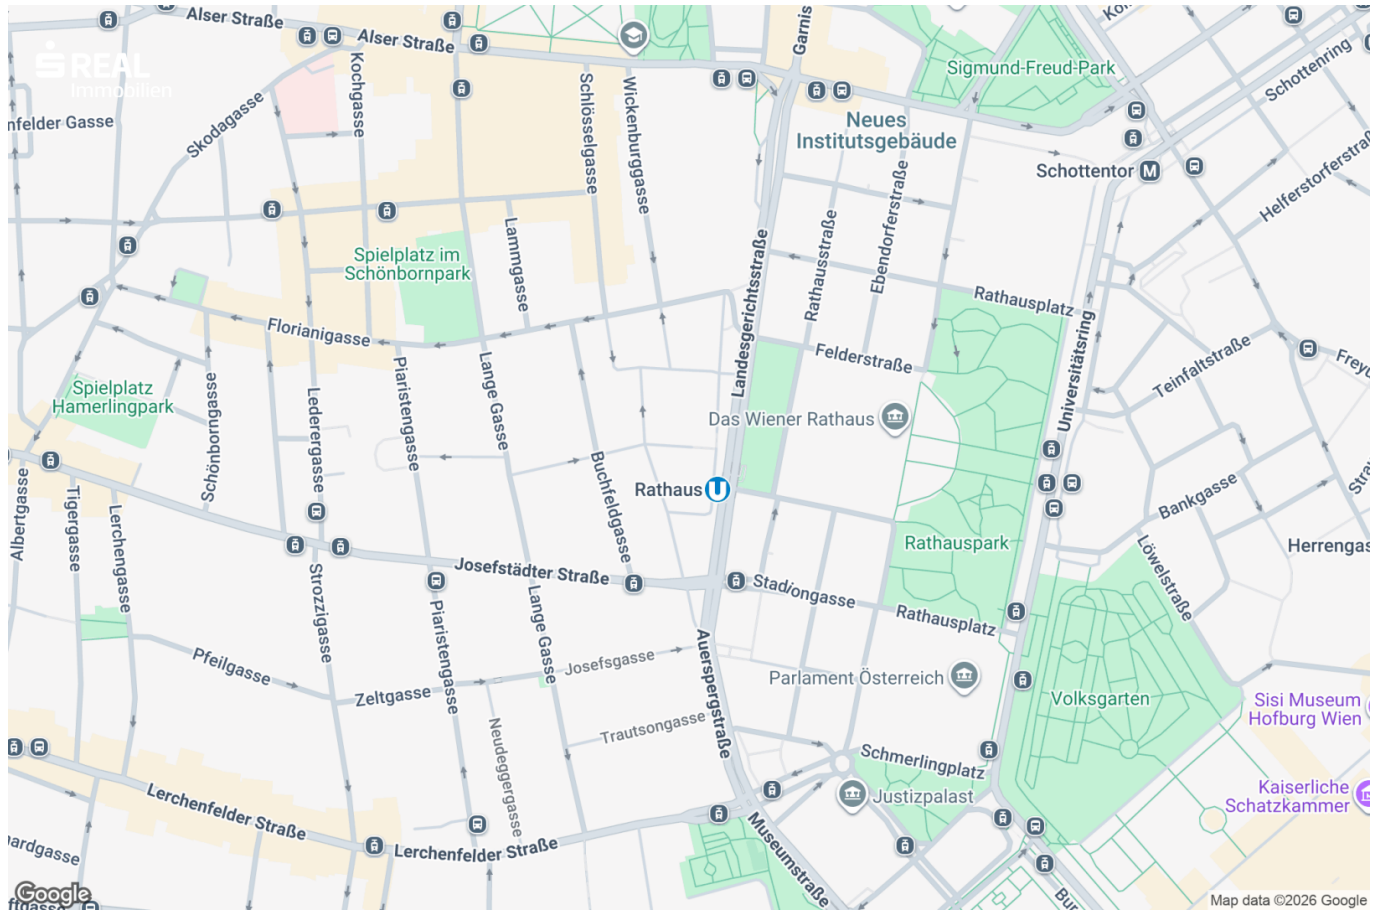 Alser Straße
Alser Straße
Garnis
Kochgasse
Schottenring
Sigmund-Freud-Park
REAL
Immobilien
Skodagasse
Schlösselgasse
Wickenburggasse
nfelder Gasse
Neues
Institutsgebäude
Schottentor
M
Helferstorferstraße
Ebendorferstraße
Rathausstraße
Lammgasse
Spielplatz im
Schönbornpark
Landesgerichtsstraße
Rathausplatz
Florianigasse
Felderstraße
Universitätsring
Teinfaltstraße
Freyu
Piaristengasse
Lange Gasse
Spielplatz
Hamerlingpark
Schönborngasse
Ledererergasse
Das Wiener Rathaus
Buchfeldgasse
Rathaus
U
Bankgasse
Albertgasse
Tigergasse
Lerchengasse
Rathauspark
Löwelstraße
Herrengas
Josefstädter Straße
Stadiongasse
Rathausplatz
Strozzigasse
Piaristengasse
Lange Gasse
Auerspergstraße
Pfeilgasse
Josefsgasse
Zeltgasse
Parlament Österreich
Volksgarten
Sisi Museum
Hofburg Wien
Trautsongasse
Neudeggergasse
Schmerlingplatz
Kaiserliche
Schatzkammer
Justizpalast
Lerchenfelder Straße
Lerchenfelder Straße
Museumstraße
Google
Map data ©2026 Google